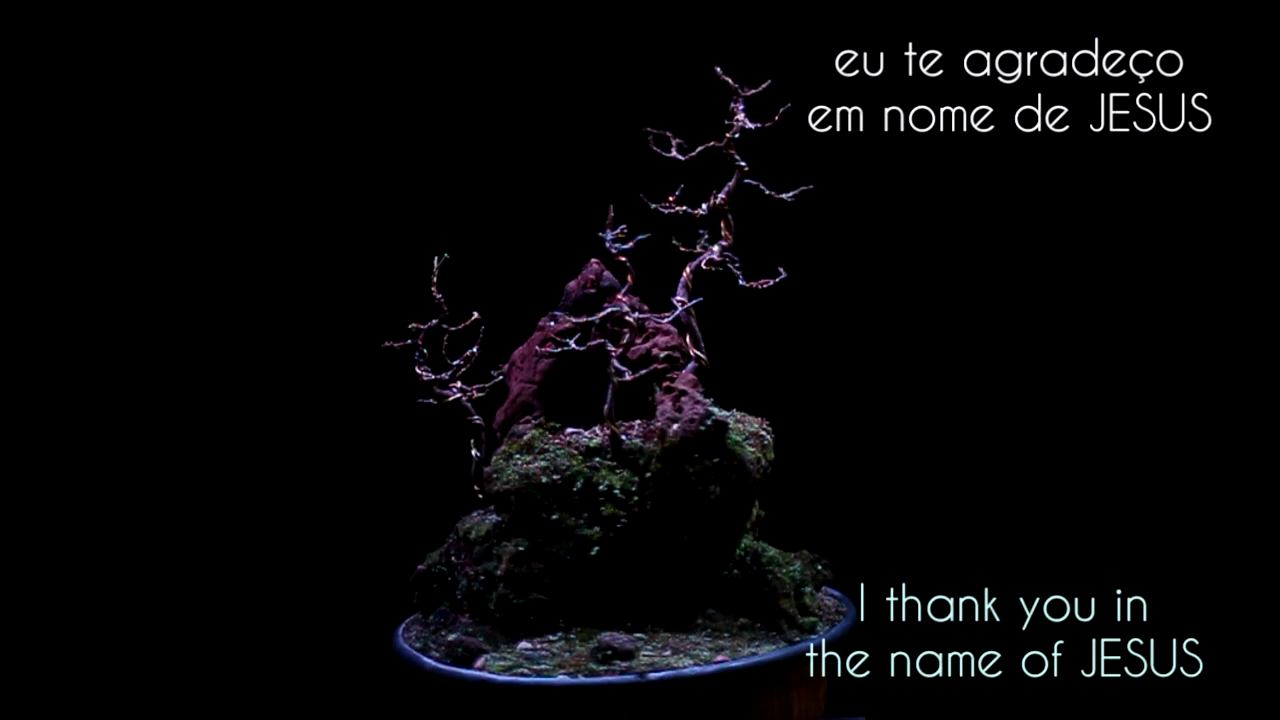 eu te agradeço
em nome de JESUS
I thank you in
the name of JESUS